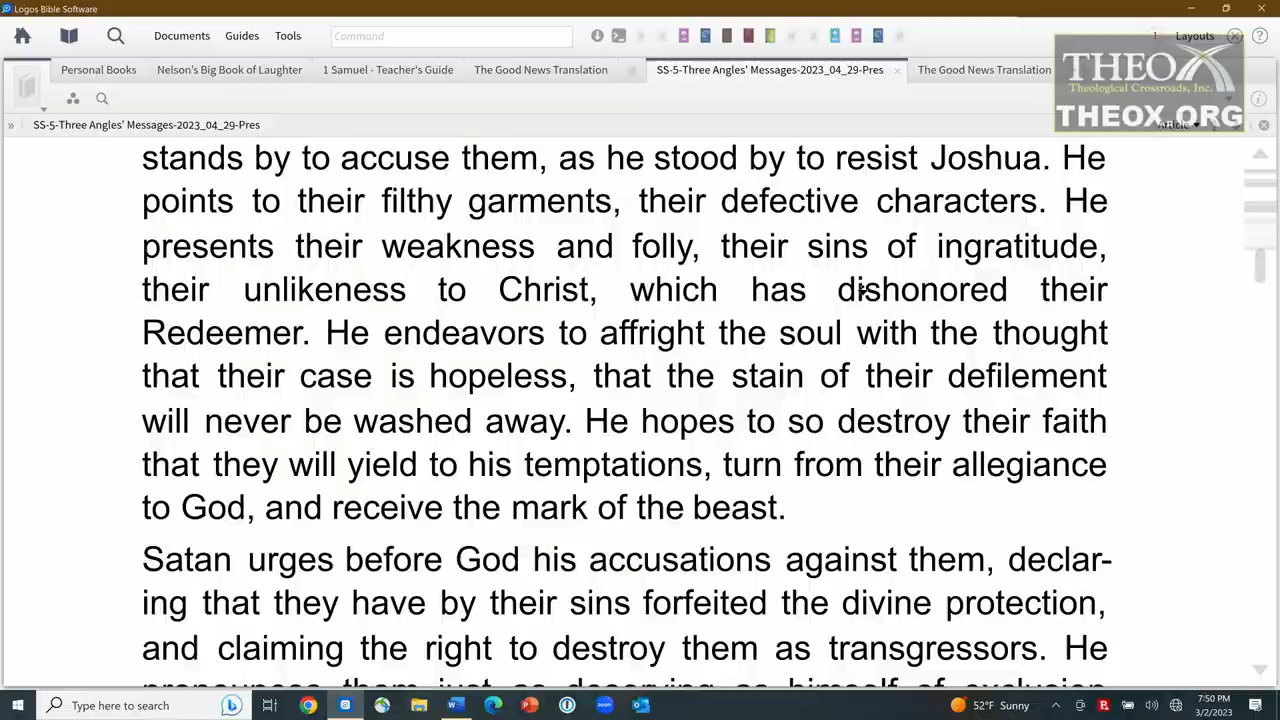 Logos Bible Software
Documents Guides Tools Command Layouts
Personal Books Nelson's Big Book of Laughter 1 Samuel - Teacher's Guide The Good News Translation SS-5-Three Angles' Messages-2023_04_29-Pres The Good News Translation
THEOX
Theological Crossroads, Inc.
THEOX.ORG
SS-5-Three Angles' Messages-2023_04_29-Pres
stands by to accuse them, as he stood by to resist Joshua. He
points to their filthy garments, their defective characters. He
presents their weakness and folly, their sins of ingratitude,
their unlikeness to Christ, which has dishonored their
Redeemer. He endeavors to affright the soul with the thought
that their case is hopeless, that the stain of their defilement
will never be washed away. He hopes to so destroy their faith
that they will yield to his temptations, turn from their allegiance
to God, and receive the mark of the beast.
Satan urges before God his accusations against them, declar-
ing that they have by their sins forfeited the divine protection,
and claiming the right to destroy them as transgressors. He
pronounces them just as deserving as himself of exclusion
Type here to search 52°F Sunny 7:50 PM
3/2/2023